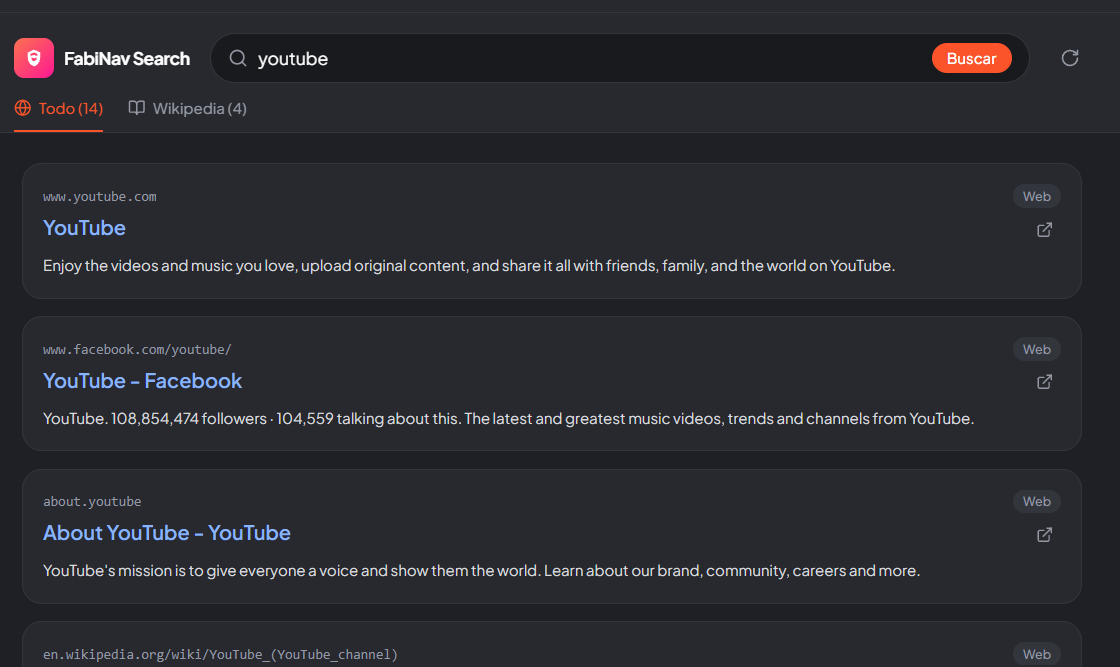 FabiNav Search
youtube
Buscar
Todo (14)
Wikipedia (4)
www.youtube.com
Web
YouTube
Enjoy the videos and music you love, upload original content, and share it all with friends, family, and the world on YouTube.
www.facebook.com/youtube/
Web
YouTube - Facebook
YouTube. 108,854,474 followers · 104,559 talking about this. The latest and greatest music videos, trends and channels from YouTube.
about.youtube
Web
About YouTube - YouTube
YouTube's mission is to give everyone a voice and show them the world. Learn about our brand, community, careers and more.
en.wikipedia.org/wiki/YouTube_(YouTube_channel)
Web